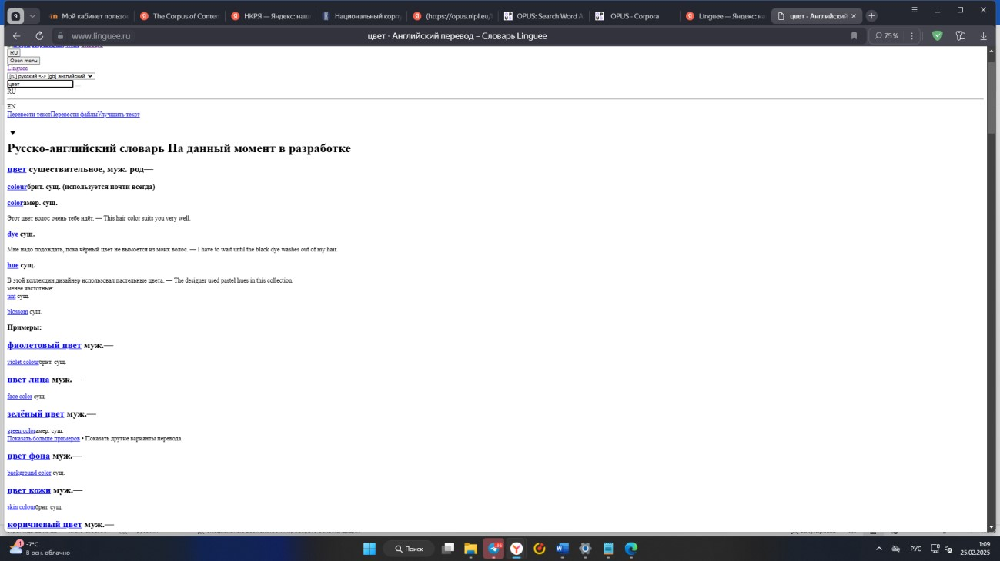 9
Мой кабинет пользо
The Corpus of Conten
НКРЯ — Яндекс: наш
Национальный корп
(https://opus.nlpl.eu/
OPUS: Search Word A
OPUS - Corpora
Linguee — Яндекс: н
цвет - Английский
www.linguee.ru
цвет - Английский перевод – Словарь Linguee
75%
RU
Open menu
Linguee
[ru] русский <-> [gb] английский
цвет
RU
EN
Перевести текстПеревести файлыУлучшить текст
Русско-английский словарь На данный момент в разработке
цвет существительное, муж. род—
colourбрит. сущ. (используется почти всегда)
colorамер. сущ.
Этот цвет волос очень тебе идёт. — This hair color suits you very well.
dye сущ.
Мне надо подождать, пока чёрный цвет не вымоется из моих волос. — I have to wait until the black dye washes out of my hair.
hue сущ.
В этой коллекции дизайнер использовал пастельные цвета. — The designer used pastel hues in this collection.
менее частотные:
tint сущ.
blossom сущ.
Примеры:
фиолетовый цвет муж.—
violet colourбрит. сущ.
цвет лица муж.—
face color сущ.
зелёный цвет муж.—
green colorамер. сущ.
Показать больше примеров • Показать другие варианты перевода
цвет фона муж.—
background color сущ.
цвет кожи муж.—
skin colourбрит. сущ.
коричневый цвет муж.—
1
-7°C
В осн. облачно
Поиск
36
РУС
1:09
25.02.2025